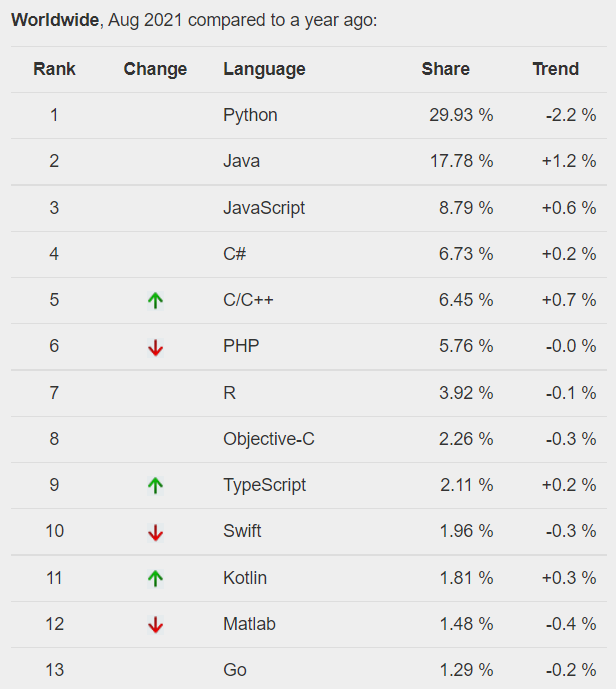 Worldwide, Aug 2021 compared to a year ago:
Rank Change Language Share Trend
1 Python 29.93 % -2.2 %
2 Java 17.78 % +1.2 %
3 JavaScript 8.79 % +0.6 %
4 C# 6.73 % +0.2 %
5 C/C++ 6.45 % +0.7 %
6 PHP 5.76 % -0.0 %
7 R 3.92 % -0.1 %
8 Objective-C 2.26 % -0.3 %
9 TypeScript 2.11 % +0.2 %
10 Swift 1.96 % -0.3 %
11 Kotlin 1.81 % +0.3 %
12 Matlab 1.48 % -0.4 %
13 Go 1.29 % -0.2 %